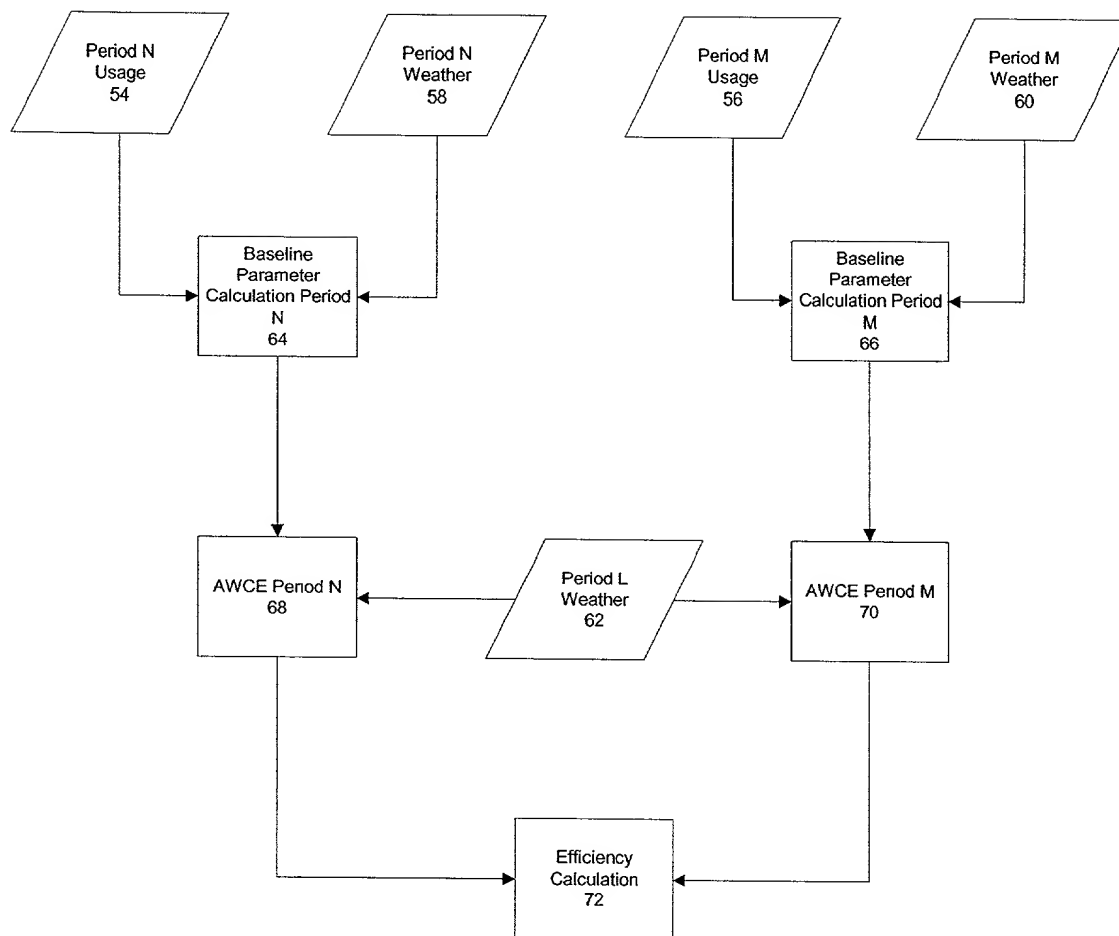 Period N
Usage
54
Period N
Weather
58
Period M
Usage
56
Period M
Weather
60
Baseline
Parameter
Calculation Period
N
64
Baseline
Parameter
Calculation Period
M
66
AWCE Period N
68
Period L
Weather
62
AWCE Period M
70
Efficiency
Calculation
72